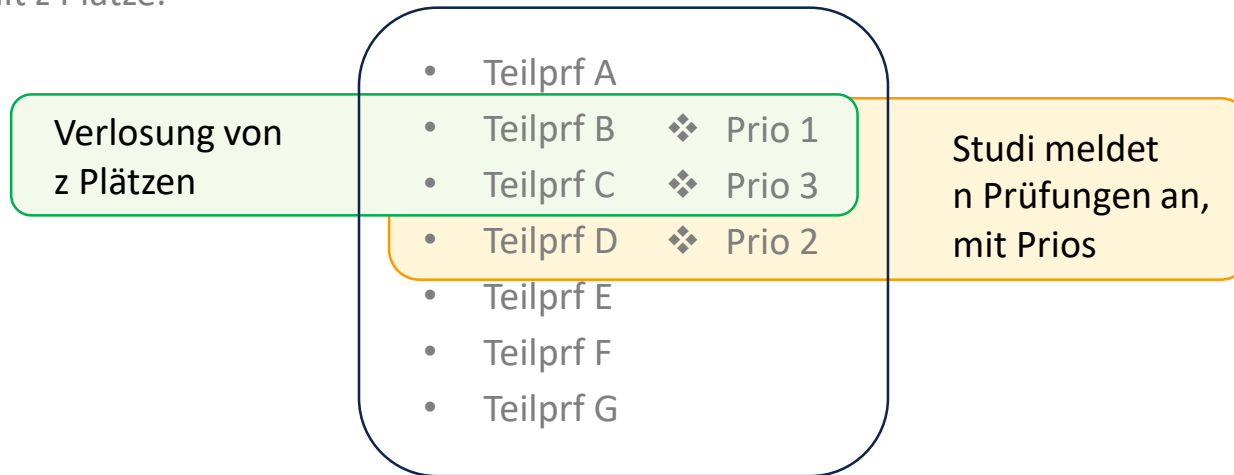 z Plätze.
• Teilprf A
Verlosung von
z Plätzen
• Teilprf B ❖ Prio 1
• Teilprf C ❖ Prio 3
• Teilprf D ❖ Prio 2
Studi meldet
n Prüfungen an,
mit Prios
• Teilprf E
• Teilprf F
• Teilprf G